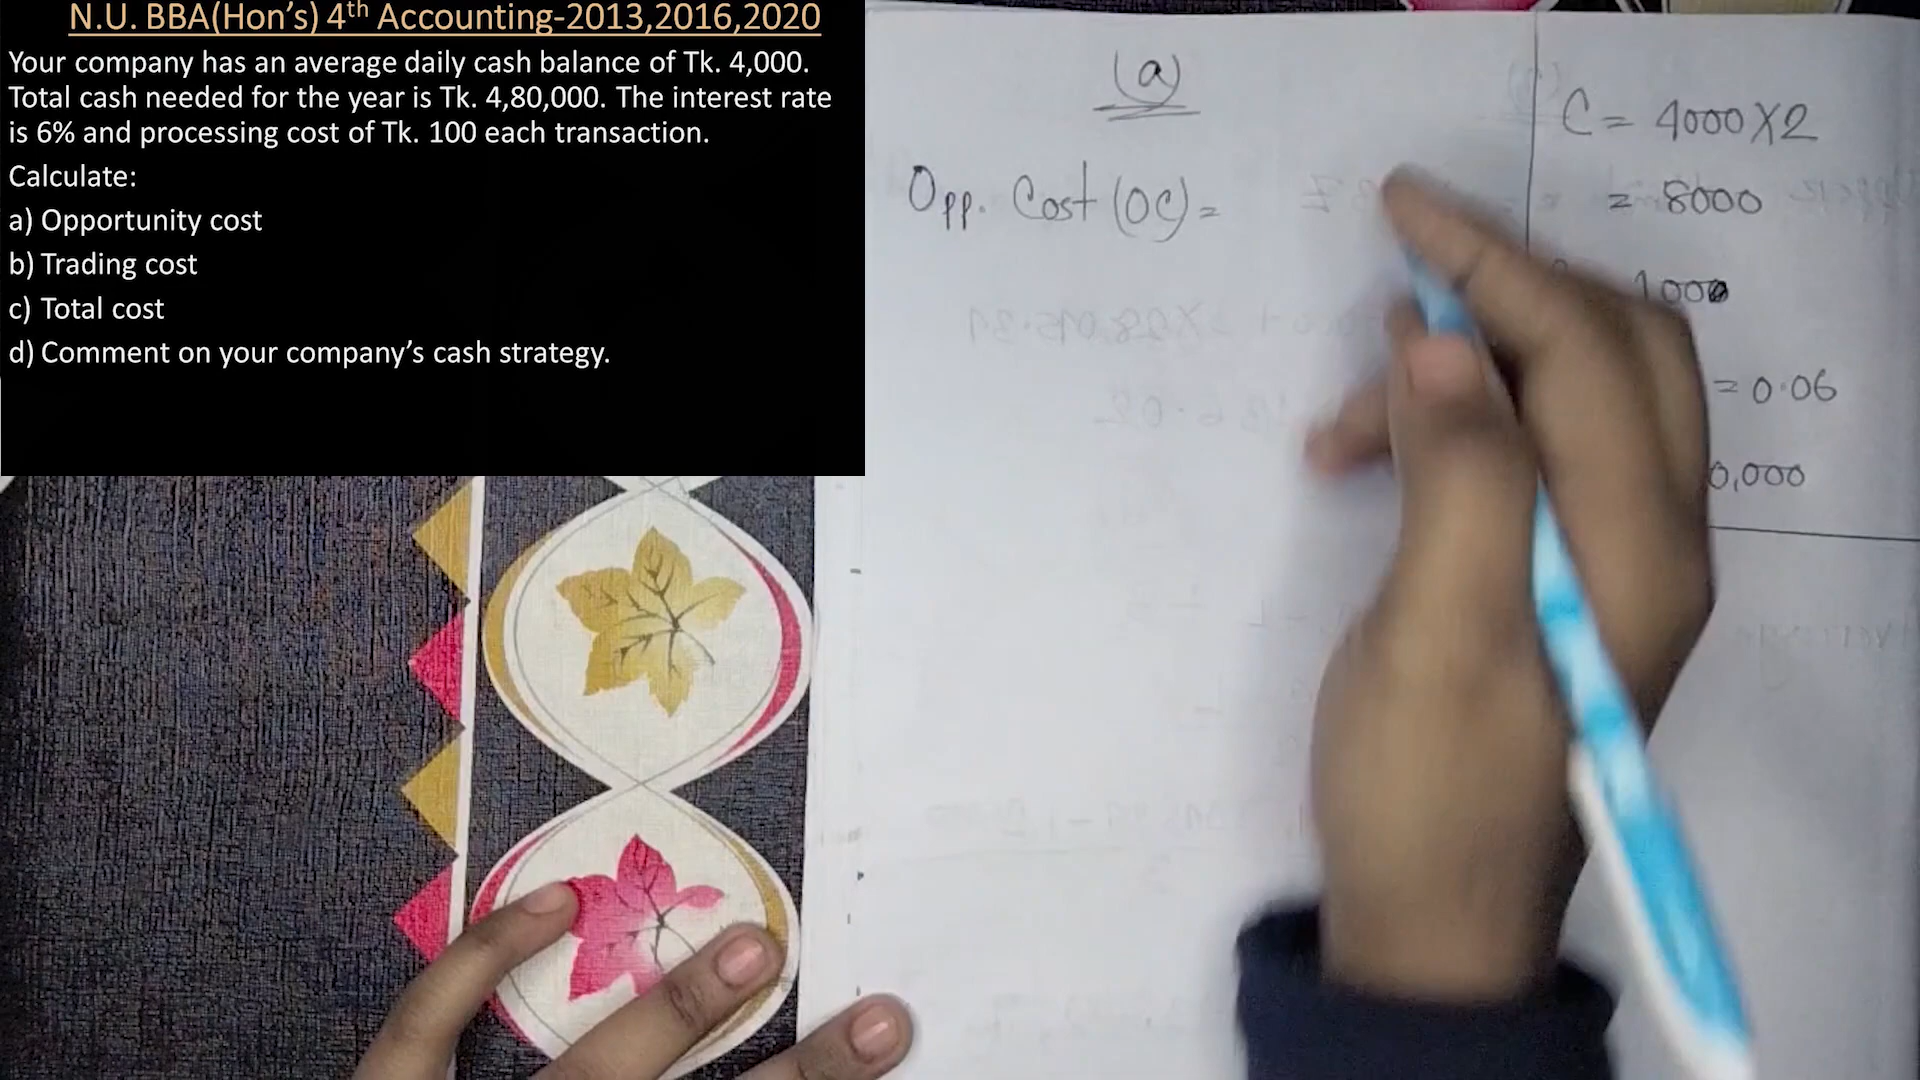 N.U. BBA(Hon’s) 4th Accounting-2013,2016,2020
Your company has an average daily cash balance of Tk. 4,000.
Total cash needed for the year is Tk. 4,80,000. The interest rate
is 6% and processing cost of Tk. 100 each transaction.
Calculate:
a) Opportunity cost
b) Trading cost
c) Total cost
d) Comment on your company’s cash strategy.
(a)
Opp. Cost (OC) =
C = 4000X2
= 8000
= 0.06
0,000